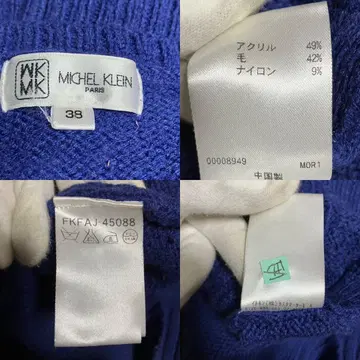 MK
MK
MICHEL KLEIN
PARIS
38
アクリル 49%
毛 42%
ナイロン 9%
00008949 MOR1
中国製
FKFAJ-45088